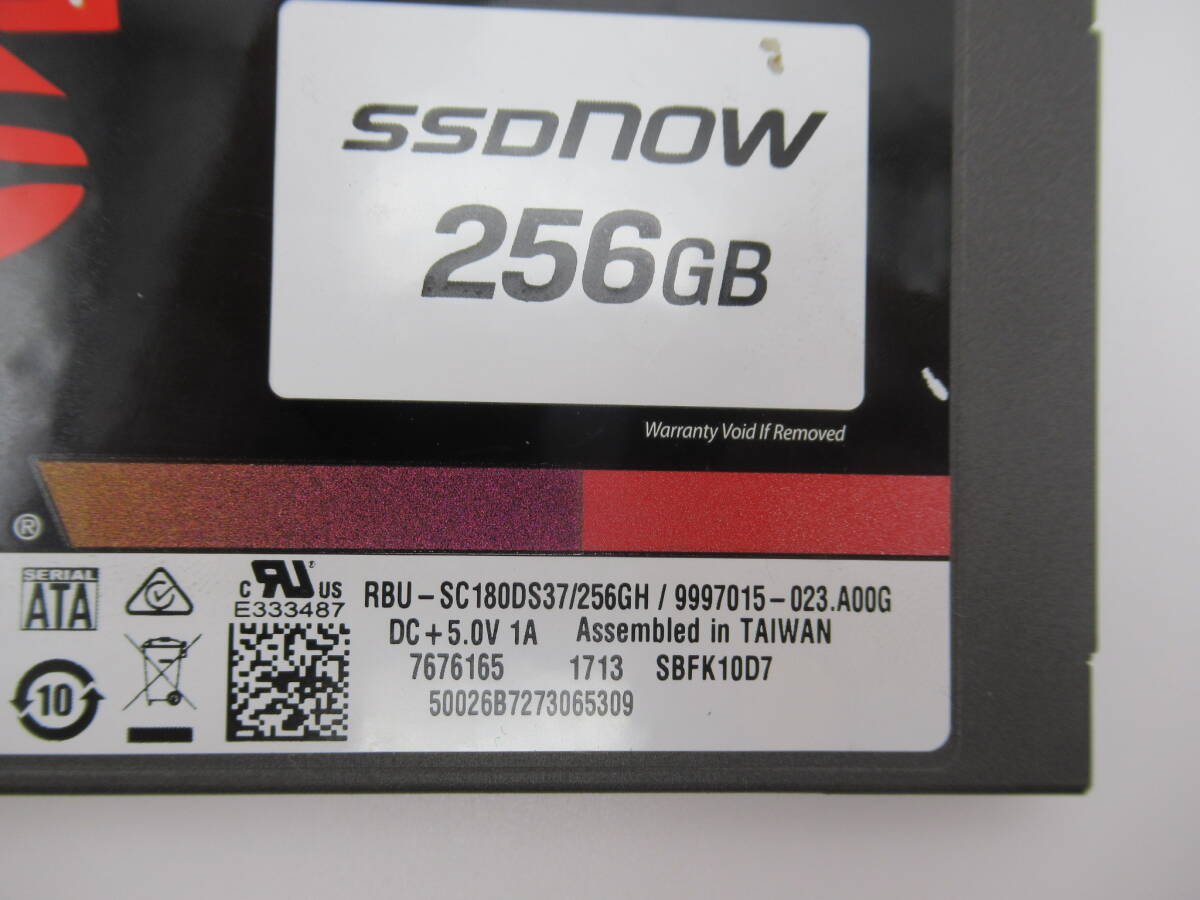 SSDNOW
256GB
Warranty Void If Removed
®
SERIAL
ATA
C RU US
E333487
10
RBU-SC180DS37/256GH / 9997015-023.A00G
DC+5.0V 1A Assembled in TAIWAN
7676165 1713 SBFK10D7
50026B7273065309